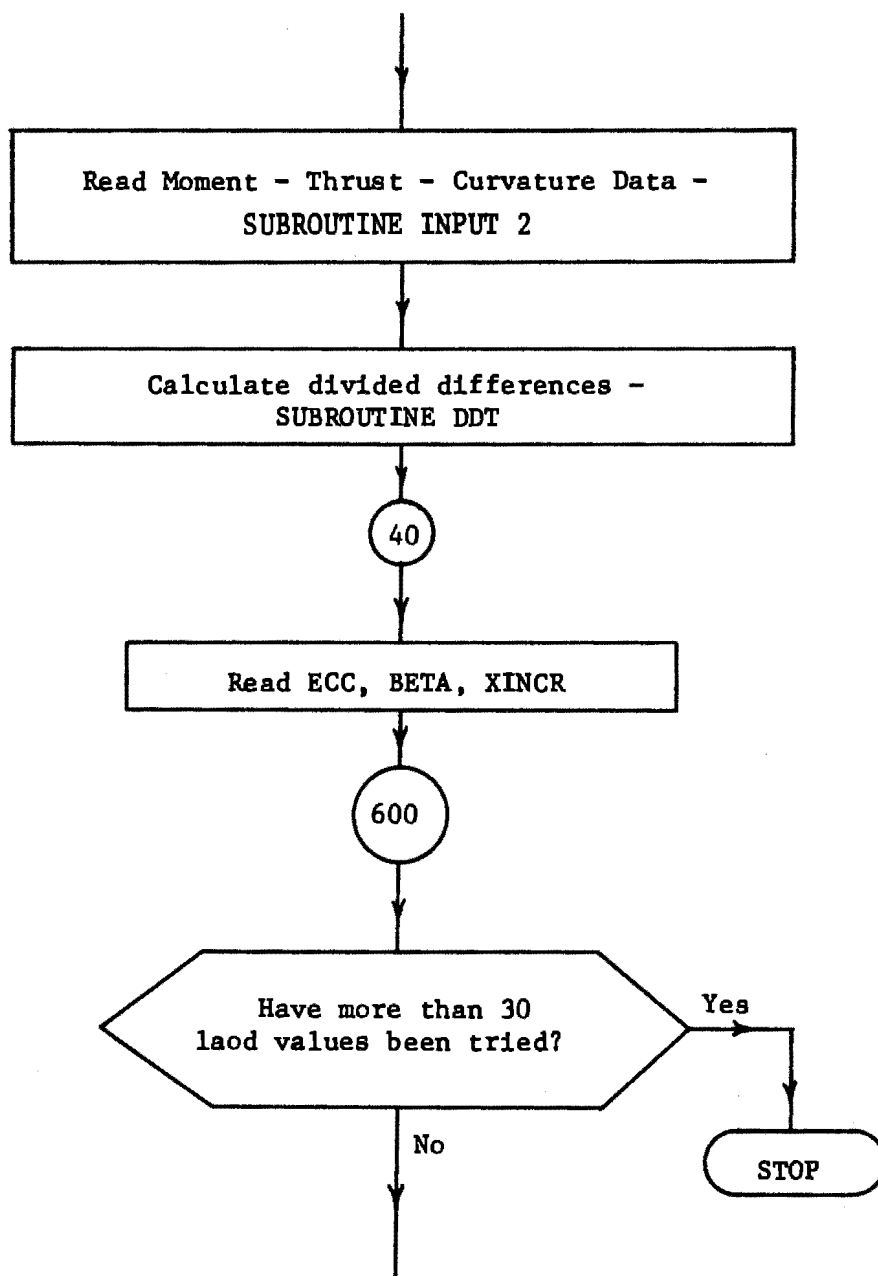 Read Moment - Thrust - Curvature Data -
SUBROUTINE INPUT 2
Calculate divided differences -
SUBROUTINE DDT
40
Read ECC, BETA, XINCR
600
Have more than 30
laod values been tried?
Yes
No
STOP